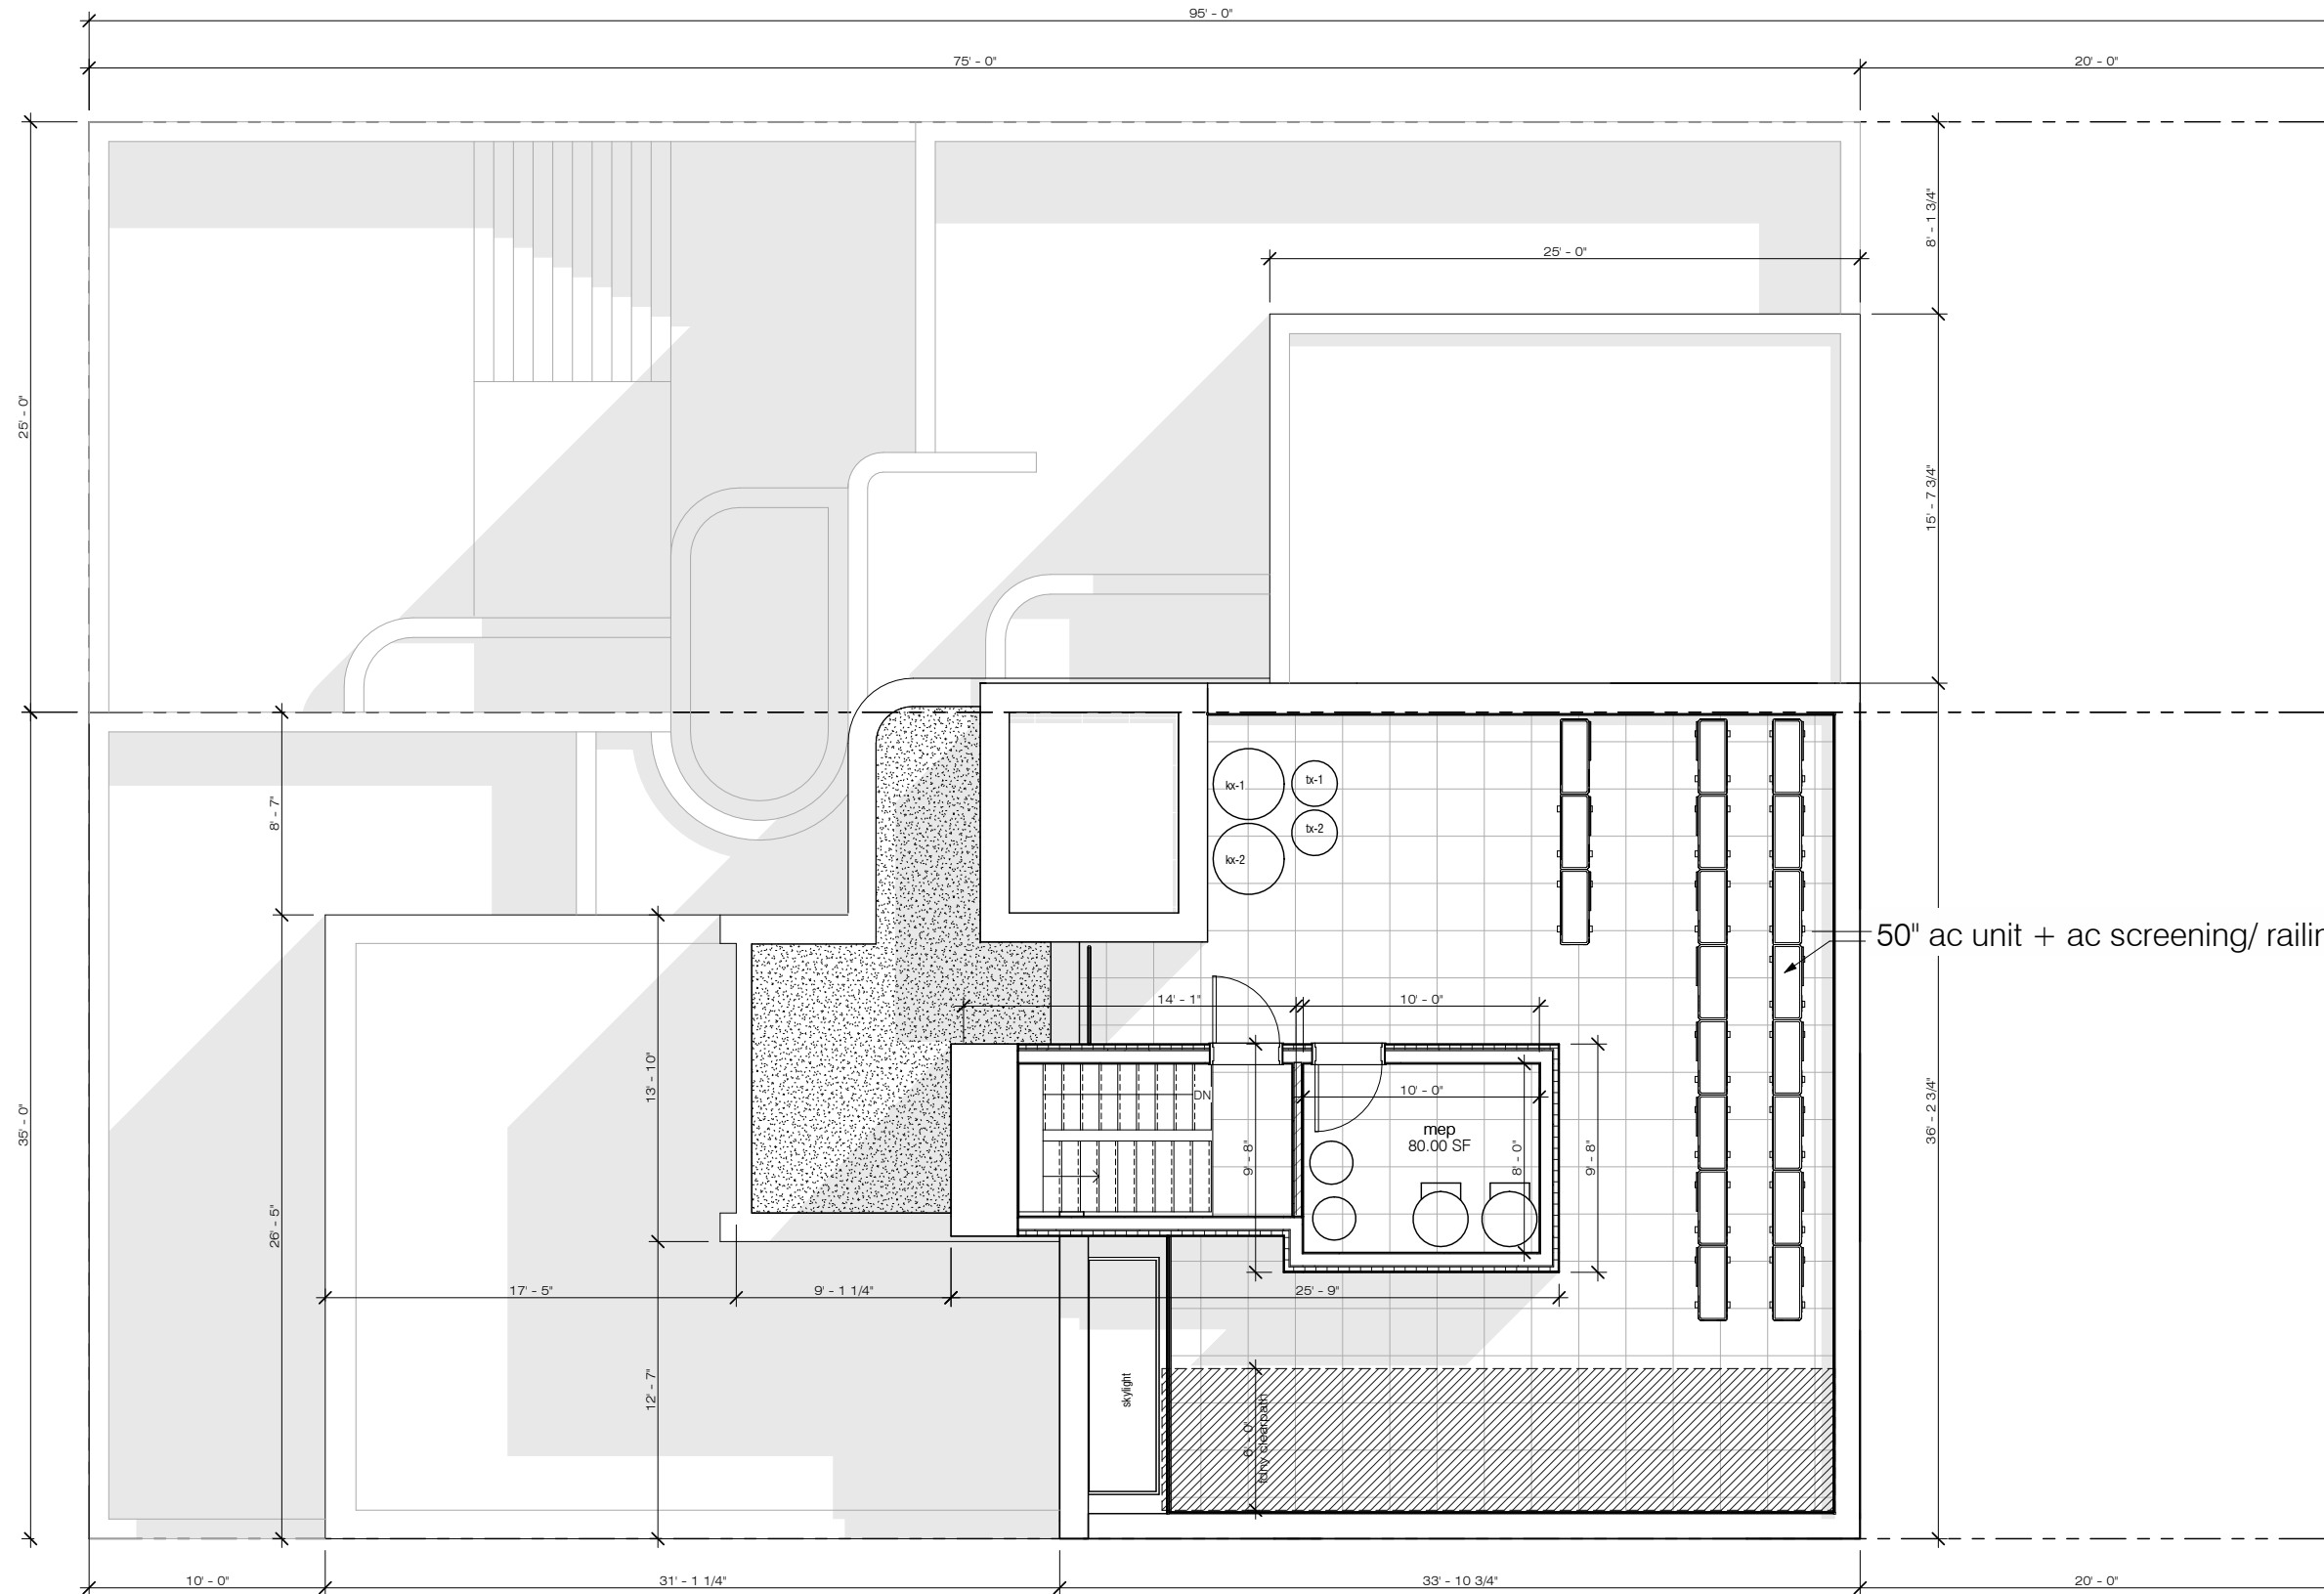 95' - 0"
75' - 0"
20' - 0"
8' - 1 3/4"
25' - 0"
25' - 0"
15' - 7 3/4"
kx-1
tx-1
tx-2
kx-2
8' - 7"
50" ac unit + ac screening/
14' - 1"
10' - 0"
13' - 10"
DN
10' - 0"
mep
80.00 SF
35' - 0"
36' - 2 3/4"
9' - 8"
8' - 0"
9' - 8"
26' - 5"
17' - 5"
9' - 1 1/4"
25' - 9"
12' - 7"
skylight
6' - 0"
fdny clearpath
10' - 0"
31' - 1 1/4"
33' - 10 3/4"
20' - 0"